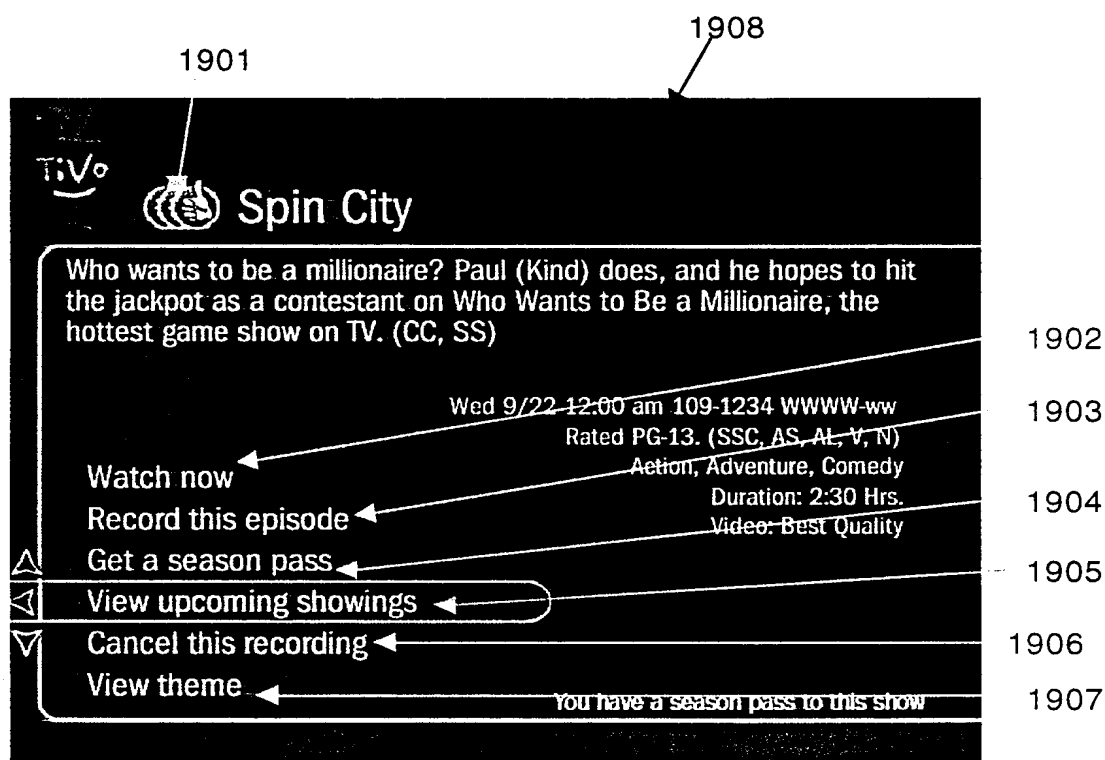 1908
1901
TiVo
Spin City
Who wants to be a millionaire? Paul (Kind) does, and he hopes to hit
the jackpot as a contestant on Who Wants to Be a Millionaire, the
hottest game show on TV. (CC, SS)
1902
Wed 9/22 12:00 am 109-1234 WWWW-ww
1903
Rated PG-13. (SSC, AS, AL, V, N)
Action, Adventure, Comedy
Watch now
Duration: 2:30 Hrs.
1904
Record this episode
Video: Best Quality
Get a season pass
1905
View upcoming showings
Cancel this recording
1906
View theme
You have a season pass to this show
1907